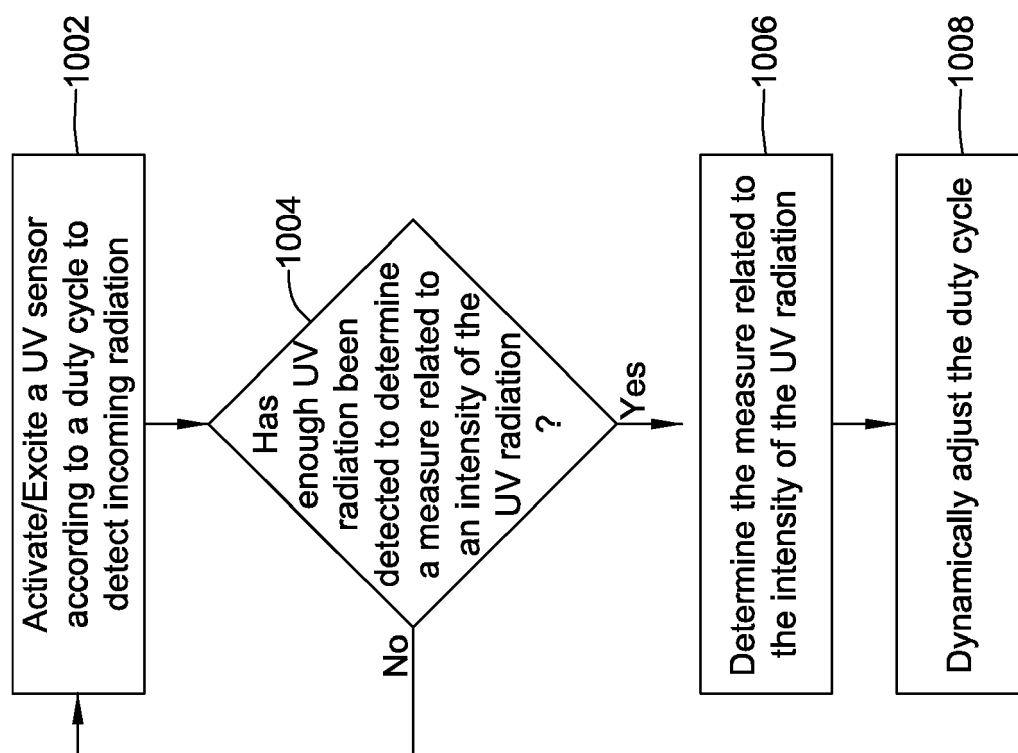 Activate/Excite a UV sensor
according to a duty cycle to
detect incoming radiation
1002
Has
enough UV
radiation been
detected to determine
a measure related to
an intensity of the
UV radiation
?
1004
No
Yes
Determine the measure related to
the intensity of the UV radiation
1006
Dynamically adjust the duty cycle
1008